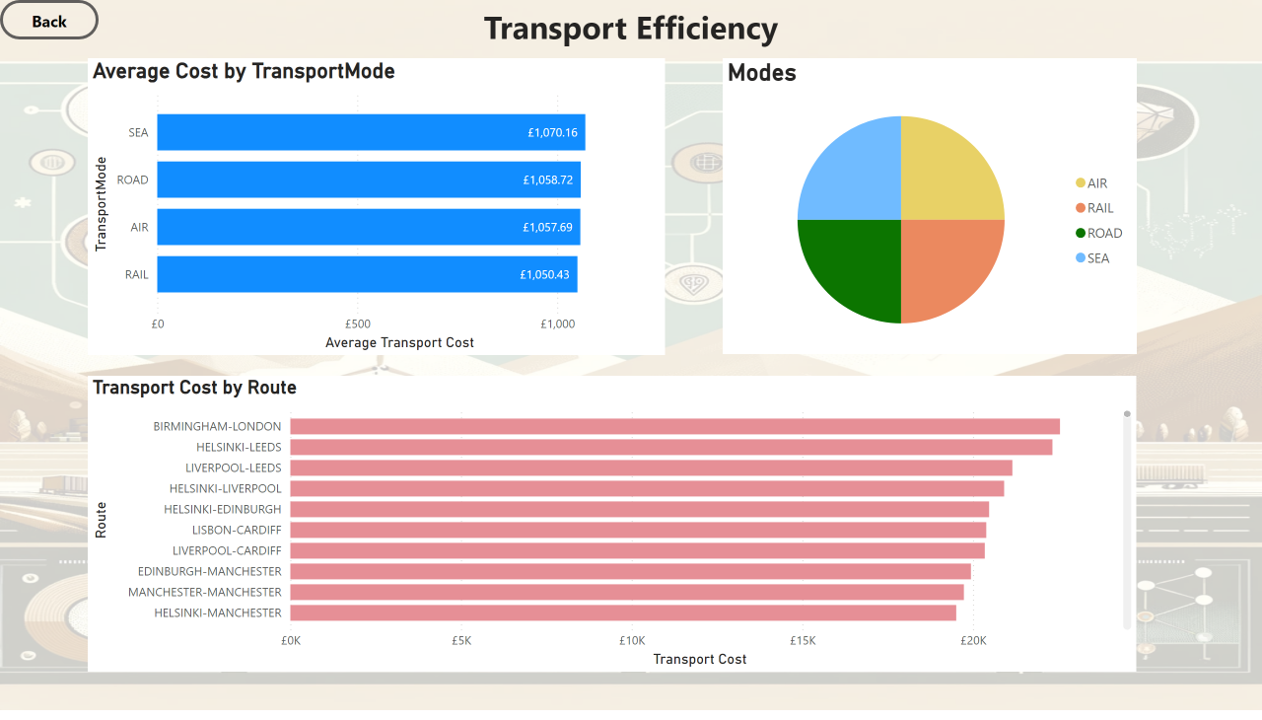 Back
Transport Efficiency
Average Cost by TransportMode
TransportMode
SEA £1,070.16
ROAD £1,058.72
AIR £1,057.69
RAIL £1,050.43
£0 £500 £1,000
Average Transport Cost
Modes
AIR
RAIL
ROAD
SEA
Transport Cost by Route
Route
BIRMINGHAM-LONDON
HELSINKI-LEEDS
LIVERPOOL-LEEDS
HELSINKI-LIVERPOOL
HELSINKI-EDINBURGH
LISBON-CARDIFF
LIVERPOOL-CARDIFF
EDINBURGH-MANCHESTER
MANCHESTER-MANCHESTER
HELSINKI-MANCHESTER
£0K £5K £10K £15K £20K
Transport Cost